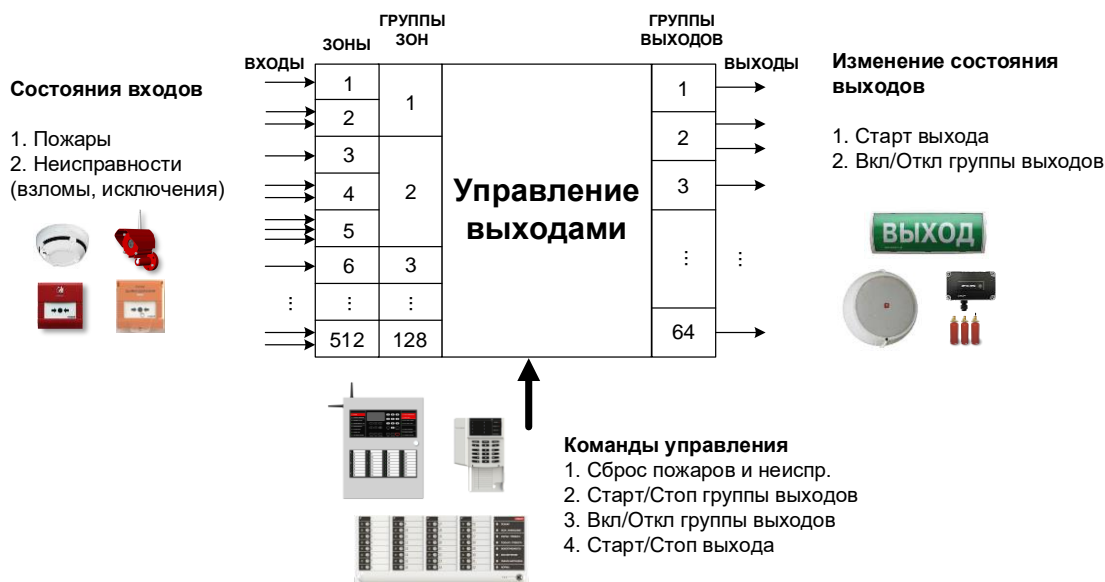 ГРУППЫ
ЗОН
ЗОНЫ
ГРУППЫ
ВЫХОДОВ
ВХОДЫ
ВЫХОДЫ
Состояния входов
1. Пожары
2. Неисправности
(взломы, исключения)
1
2
3
4
5
6
⋮
512
1
2
3
⋮
128
Управление
выходами
1
2
3
⋮
64
Изменение состояния
выходов
1. Старт выхода
2. Вкл/Откл группы выходов
ВЫХОД
Команды управления
1. Сброс пожаров и неиспр.
2. Старт/Стоп группы выходов
3. Вкл/Откл группы выходов
4. Старт/Стоп выхода